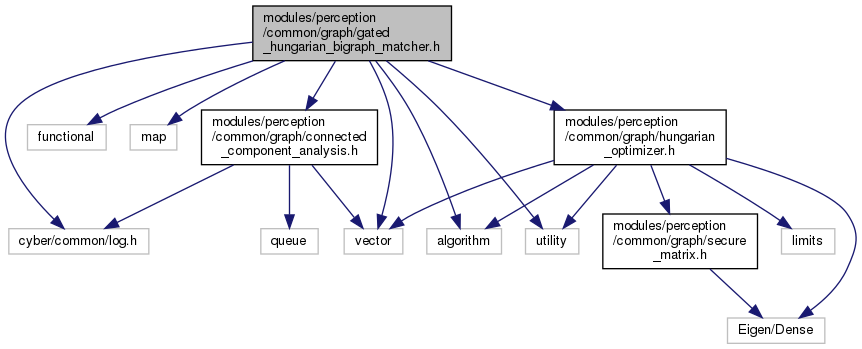 modules/perception
/common/graph/gated
_hungarian_bigraph_matcher.h
functional
map
modules/perception
/common/graph/connected
_component_analysis.h
modules/perception
/common/graph/hungarian
_optimizer.h
cyber/common/log.h
queue
vector
algorithm
utility
modules/perception
/common/graph/secure
_matrix.h
limits
Eigen/Dense